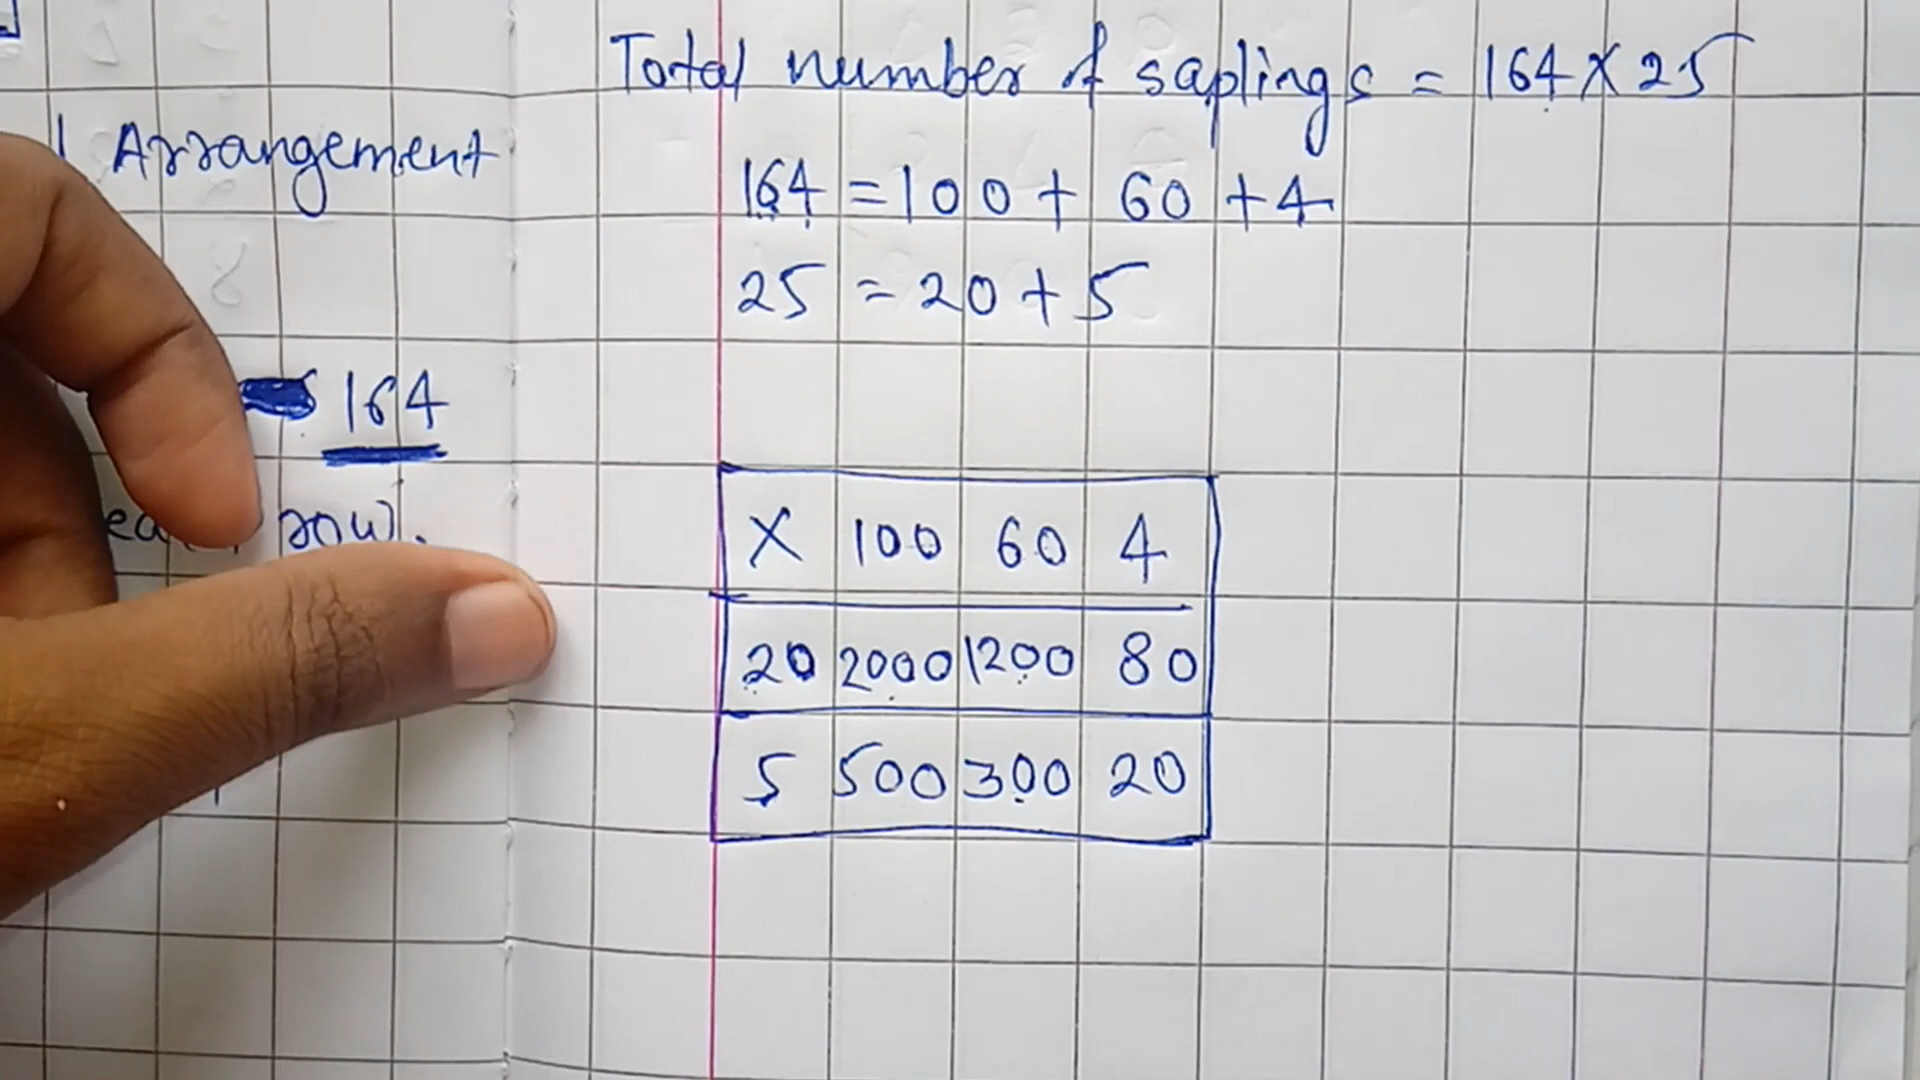 Arrangement
164
row).
Total number of saplings = 164 X 25
164 = 100 + 60 + 4
25 = 20 + 5
X 100 60 4
20 2000 1200 80
5 500 300 20